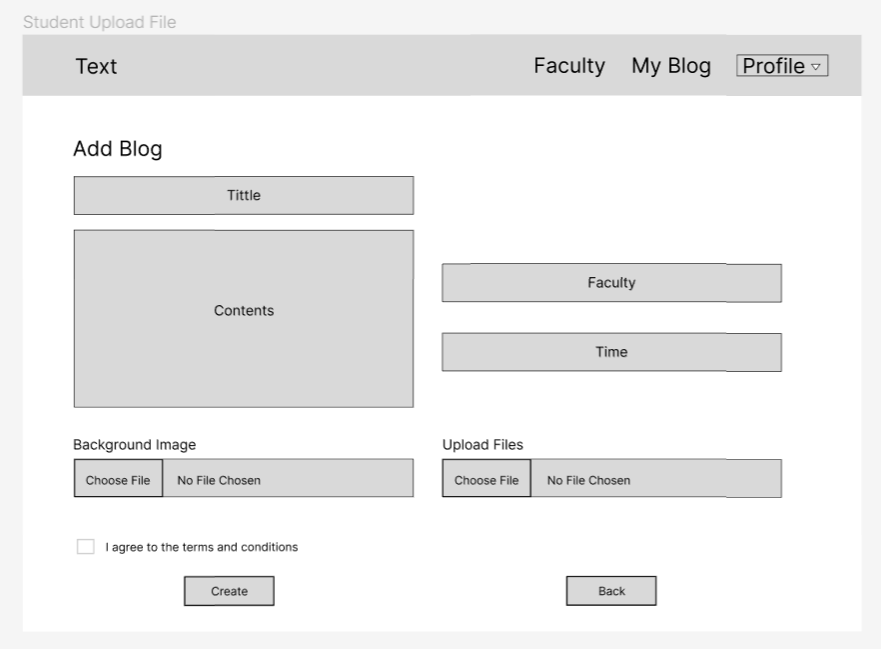 Student Upload File
Text Faculty My Blog Profile
Add Blog
Tittle
Contents
Faculty
Time
Background Image
Choose File No File Chosen
Upload Files
Choose File No File Chosen
I agree to the terms and conditions
Create
Back